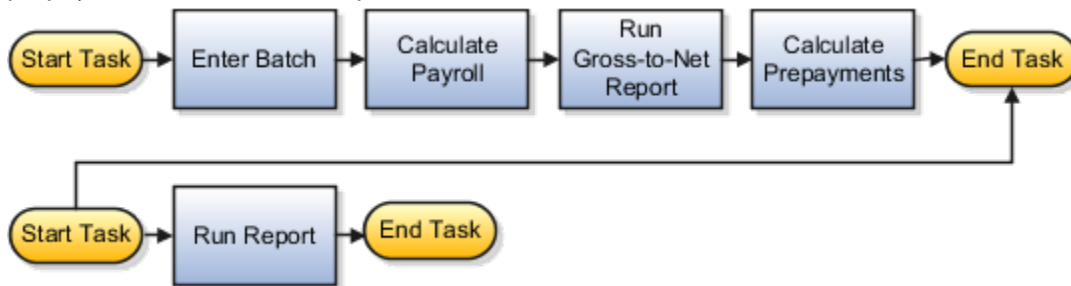 Start Task
Enter Batch
Calculate
Payroll
Run
Gross-to-Net
Report
Calculate
Prepayments
End Task
Start Task
Run Report
End Task